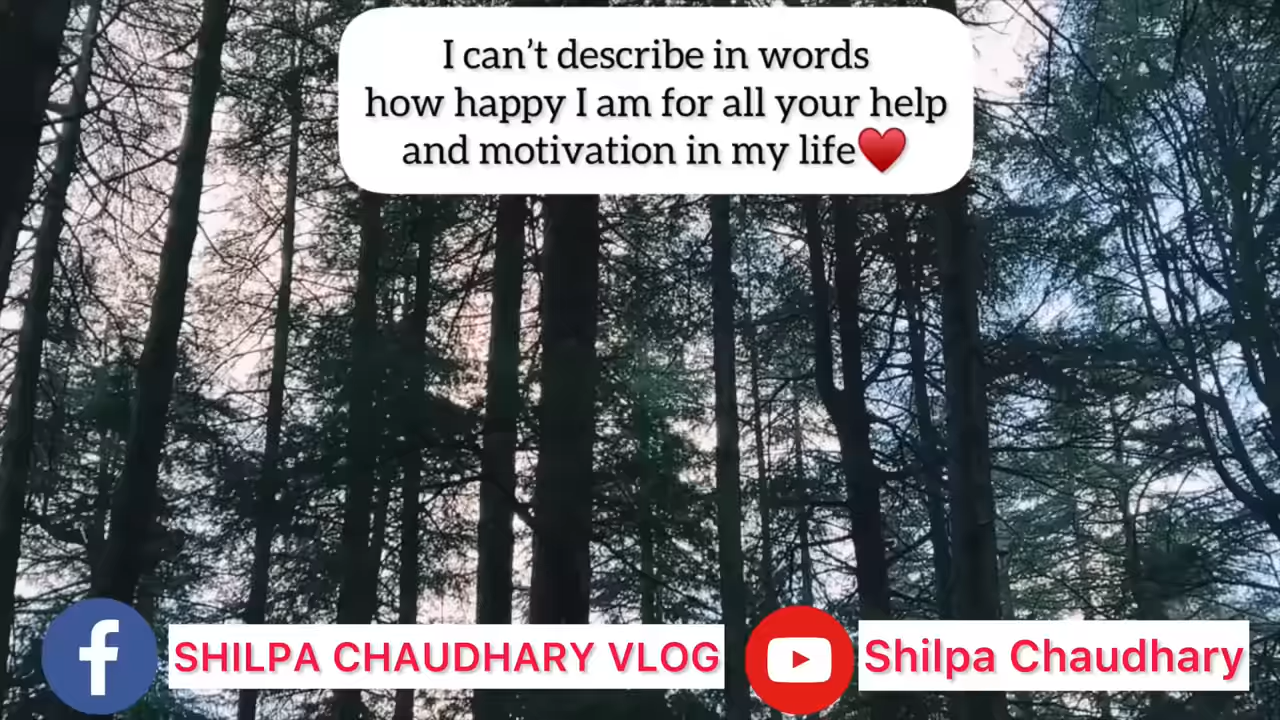 I can’t describe in words
how happy I am for all your help
and motivation in my life♥️
SHILPA CHAUDHARY VLOG
Shilpa Chaudhary